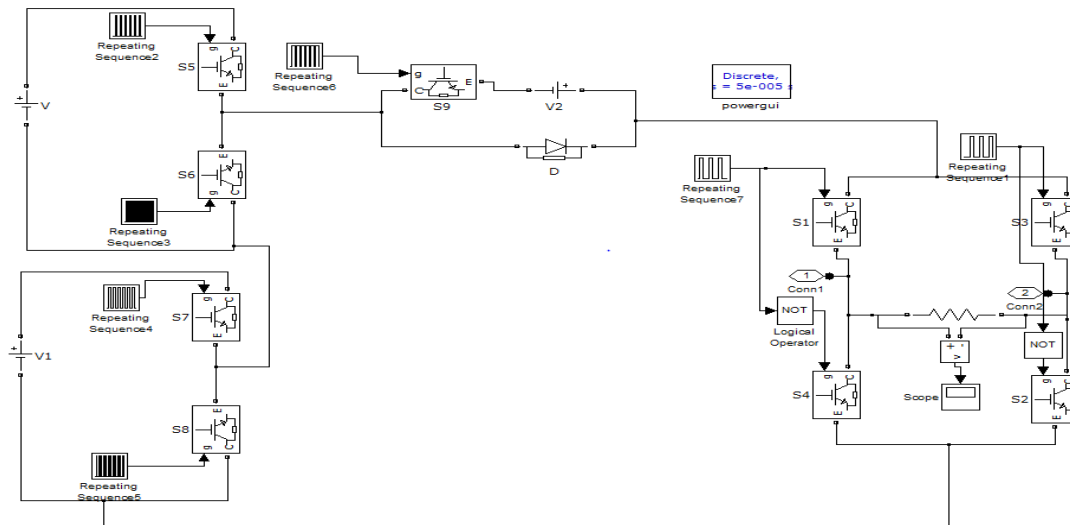 Repeating
Sequence2
g
C
S5
E
V
Repeating
Sequence6
g
C
E
S9
V2
Discrete,
s = 5e-005 s
powergui
D
E
S6
g
C
Repeating
Sequence3
Repeating
Sequence7
Repeating
Sequence1
g
C
S1
E
g
C
S3
E
1
Conn1
2
Conn2
Repeating
Sequence4
g
C
S7
E
V1
NOT
Logical
Operator
NOT
+
-
v
Scope
g
C
S4
E
g
C
S2
E
E
S8
g
C
Repeating
Sequence5